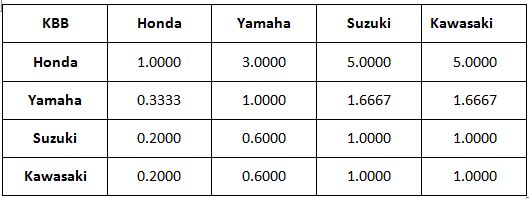 KBB Honda Yamaha Suzuki Kawasaki
Honda 1.0000 3.0000 5.0000 5.0000
Yamaha 0.3333 1.0000 1.6667 1.6667
Suzuki 0.2000 0.6000 1.0000 1.0000
Kawasaki 0.2000 0.6000 1.0000 1.0000